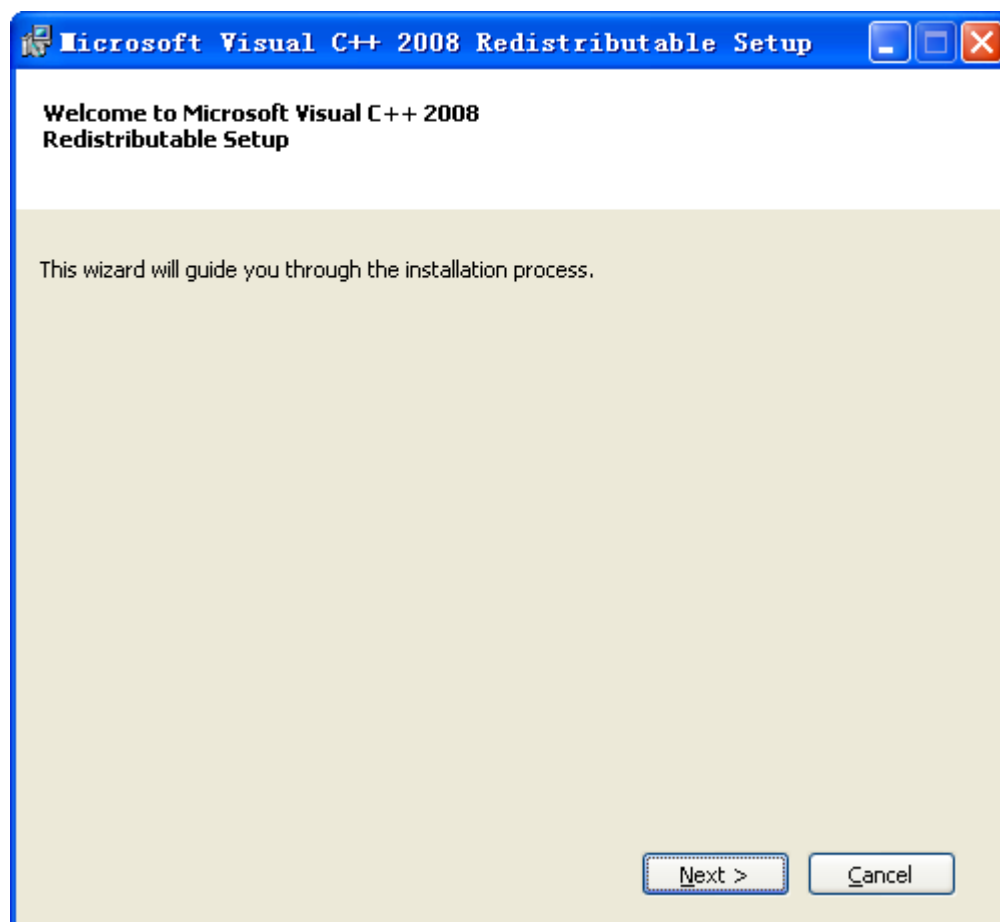 Microsoft Visual C++ 2008 Redistributable Setup
Welcome to Microsoft Visual C++ 2008
Redistributable Setup
This wizard will guide you through the installation process.
Next >
Cancel